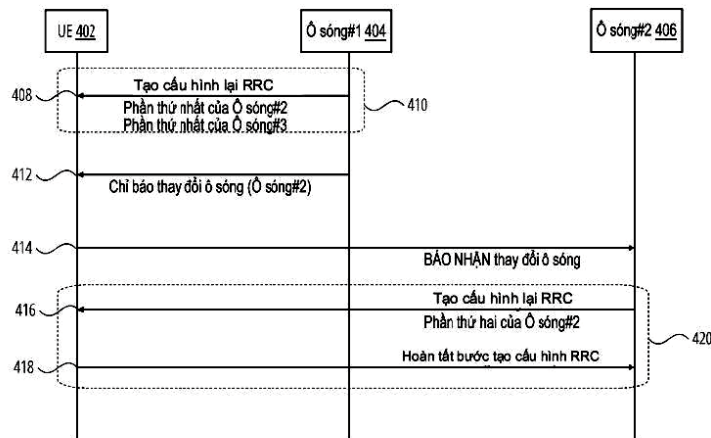 UE 402
Ô sóng#1 404
Ô sóng#2 406
408
Tạo cấu hình lại RRC
Phần thứ nhất của Ô sóng#2
Phần thứ nhất của Ô sóng#3
410
412
Chỉ báo thay đổi ô sóng (Ô sóng#2)
414
BÁO NHẬN thay đổi ô sóng
416
Tạo cấu hình lại RRC
Phần thứ hai của Ô sóng#2
420
418
Hoàn tất bước tạo cấu hình RRC